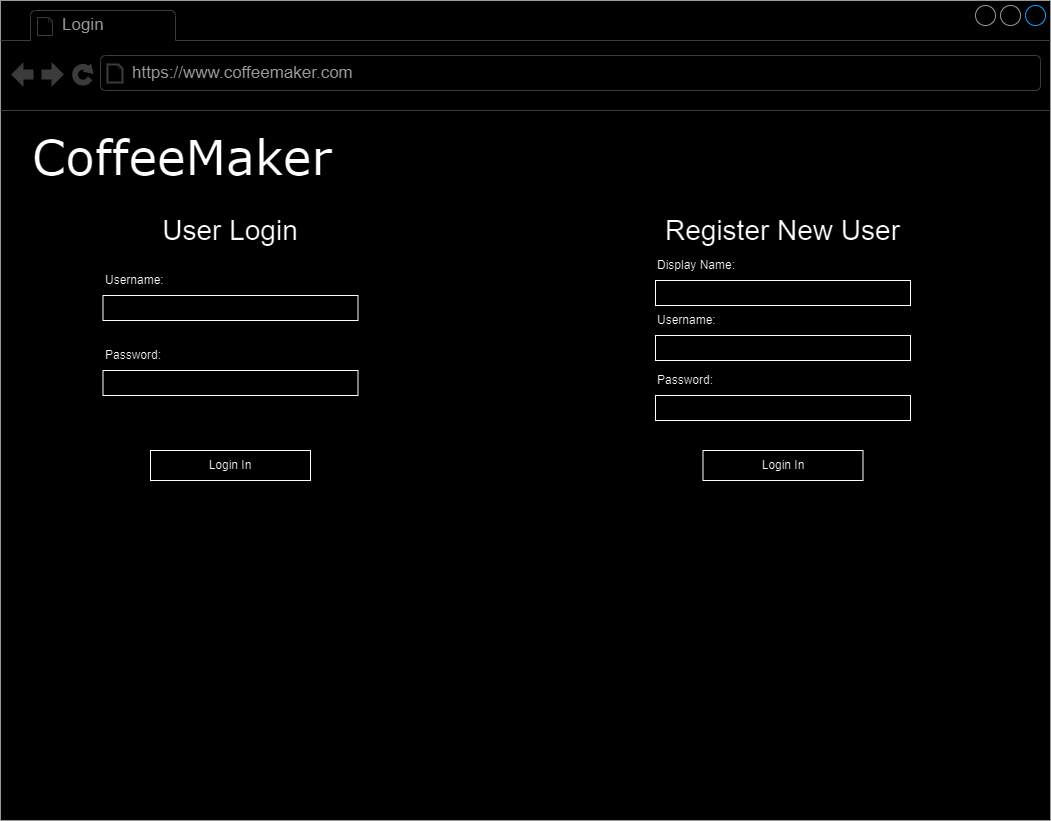 Login
https://www.coffeemaker.com
CoffeeMaker
User Login
Username:
Password:
Login In
Register New User
Display Name:
Username:
Password:
Login In